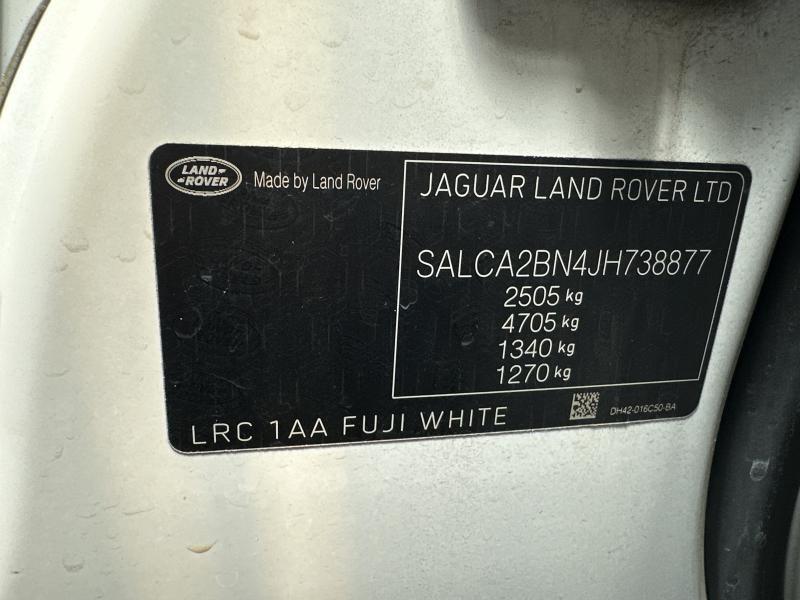 LAND-
-ROVER
Made by Land Rover
JAGUAR LAND ROVER LTD
SALCA2BN4JH738877
2505 kg
4705 kg
1340 kg
1270 kg
DH42-016C50-BA
LRC 1AA FUJI WHITE